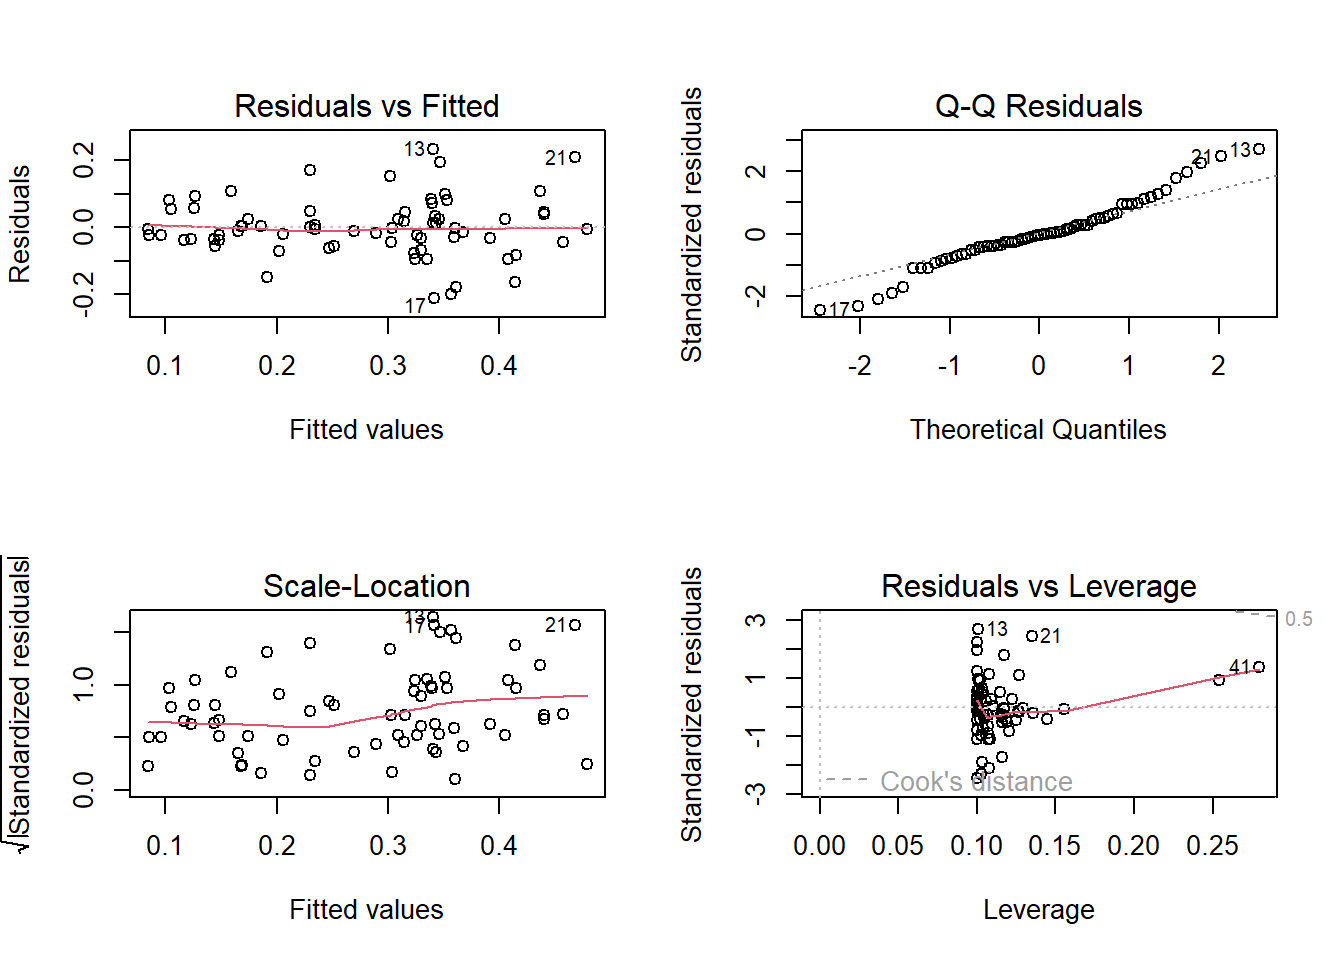 Residuals vs Fitted
Residuals
0.2
0.0
-0.2
13
21
17
0.1 0.2 0.3 0.4
Fitted values
Q-Q Residuals
Standardized residuals
2
0
-2
21
13
17
-2 -1 0 1 2
Theoretical Quantiles
Scale-Location
√|Standardized residuals|
1.0
0.0
13
17
21
0.1 0.2 0.3 0.4
Fitted values
Residuals vs Leverage
Standardized residuals
3
1
-1
-3
13
21
41
0.5
Cook's distance
0.00 0.05 0.10 0.15 0.20 0.25
Leverage